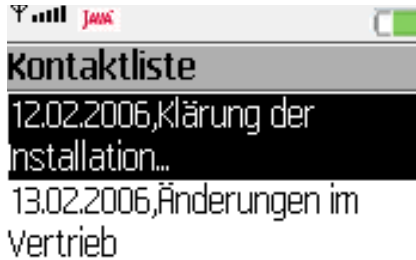 JAVA
Kontaktliste
12.02.2006,Klärung der
Installation...
13.02.2006,Änderungen im
Vertrieb